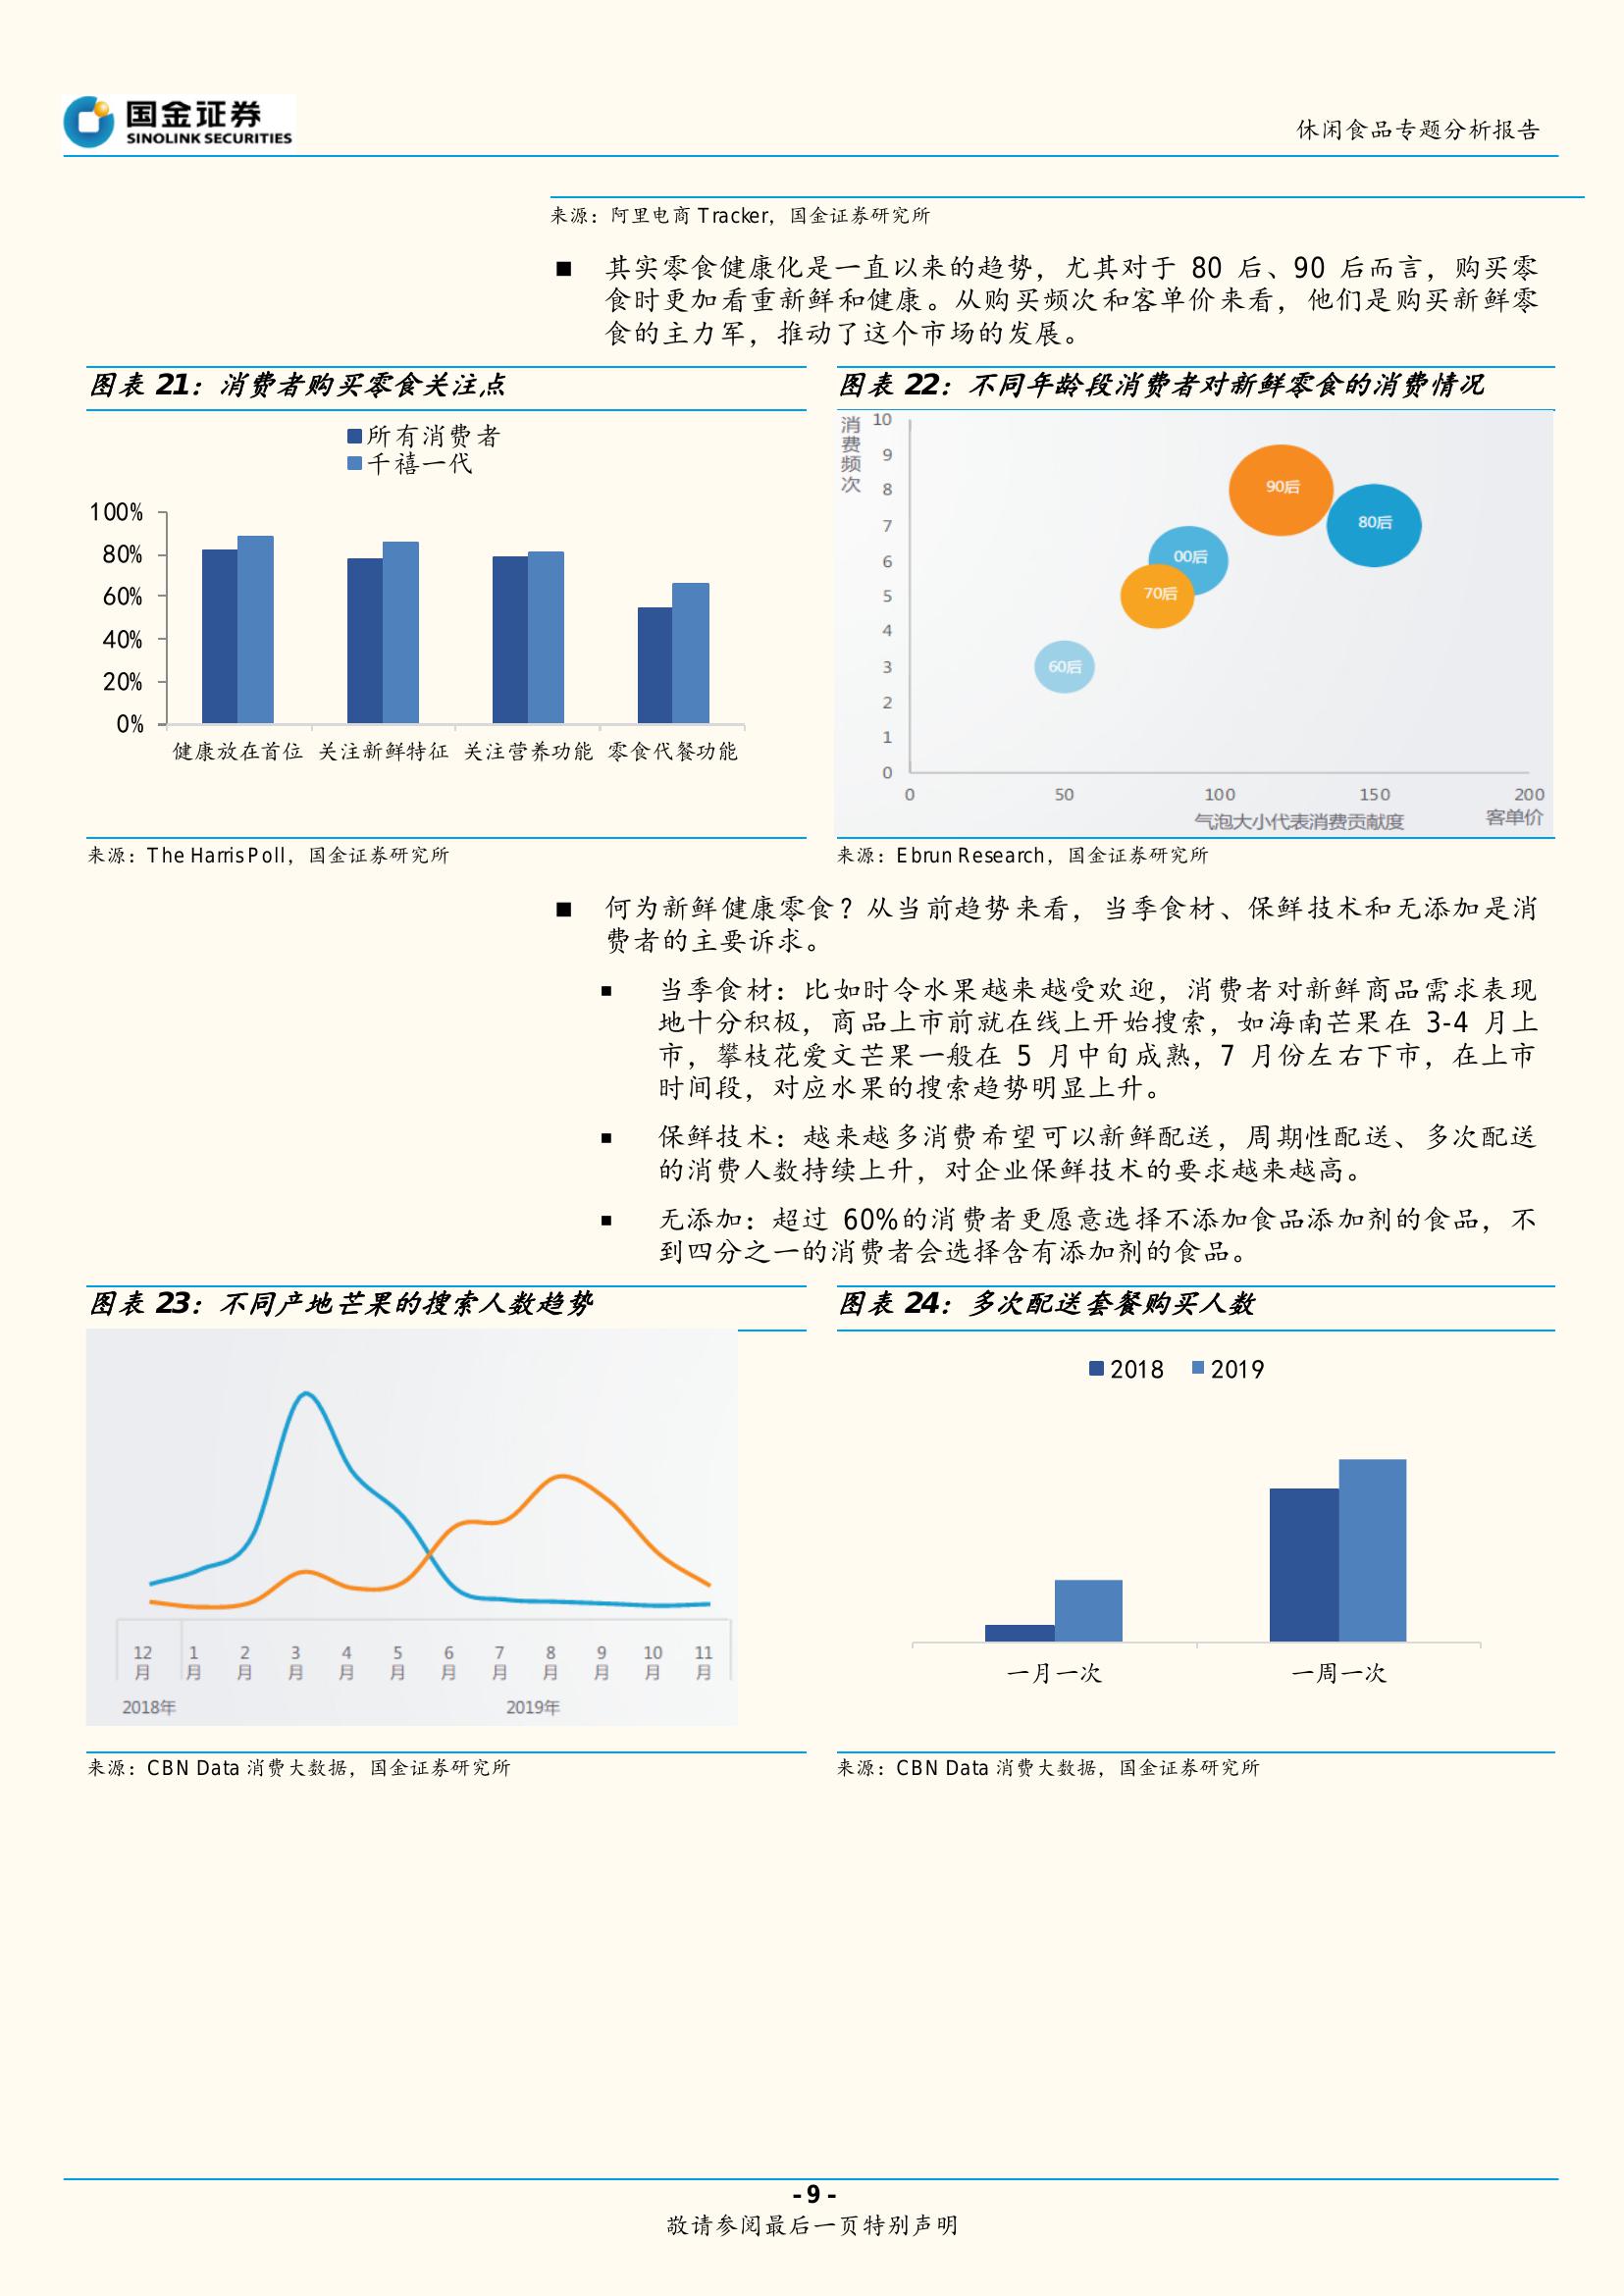 国金证券
SINOLINK SECURITIES
休闲食品专题分析报告
来源：阿里电商 Tracker，国金证券研究所
■ 其实零食健康化是一直以来的趋势，尤其对于 80 后、90 后而言，购买零
食时更加看重新鲜和健康。从购买频次和客单价来看，他们是购买新鲜零
食的主力军，推动了这个市场的发展。
图表 21：消费者购买零食关注点
所有消费者
千禧一代
100%
80%
60%
40%
20%
0%
健康放在首位 关注新鲜特征 关注营养功能 零食代餐功能
来源：The Harris Poll，国金证券研究所
图表 22：不同年龄段消费者对新鲜零食的消费情况
消费频次
10
9
8
7
6
5
4
3
2
1
0
90后
80后
00后
70后
60后
0 50 100 150 200
气泡大小代表消费贡献度 客单价
来源：Ebrun Research，国金证券研究所
■ 何为新鲜健康零食？从当前趋势来看，当季食材、保鲜技术和无添加是消
费者的主要诉求。
▪ 当季食材：比如时令水果越来越受欢迎，消费者对新鲜商品需求表现
地十分积极，商品上市前就在线上开始搜索，如海南芒果在 3-4 月上
市，攀枝花爱文芒果一般在 5 月中旬成熟，7 月份左右下市，在上市
时间段，对应水果的搜索趋势明显上升。
▪ 保鲜技术：越来越多消费希望可以新鲜配送，周期性配送、多次配送
的消费人数持续上升，对企业保鲜技术的要求越来越高。
▪ 无添加：超过 60%的消费者更愿意选择不添加食品添加剂的食品，不
到四分之一的消费者会选择含有添加剂的食品。
图表 23：不同产地芒果的搜索人数趋势
12月 1月 2月 3月 4月 5月 6月 7月 8月 9月 10月 11月
2018年 2019年
来源：CBN Data 消费大数据，国金证券研究所
图表 24：多次配送套餐购买人数
2018 2019
一月一次 一周一次
来源：CBN Data 消费大数据，国金证券研究所
- 9 -
敬请参阅最后一页特别声明